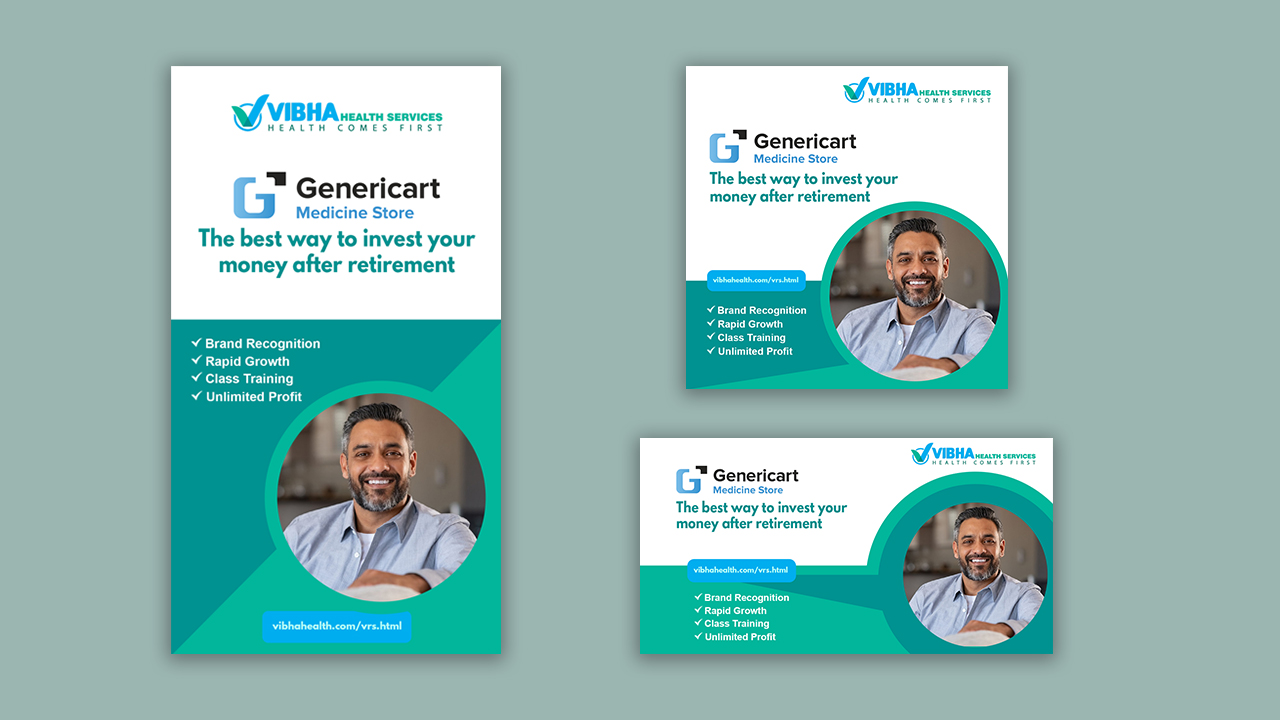 VIBHA HEALTH SERVICES
HEALTH COMES FIRST
Genericart
Medicine Store
The best way to invest your
money after retirement
Brand Recognition
Rapid Growth
Class Training
Unlimited Profit
vibhahealth.com/vrs.html
VIBHA HEALTH SERVICES
HEALTH COMES FIRST
Genericart
Medicine Store
The best way to invest your
money after retirement
vibhahealth.com/vrs.html
Brand Recognition
Rapid Growth
Class Training
Unlimited Profit
VIBHA HEALTH SERVICES
HEALTH COMES FIRST
Genericart
Medicine Store
The best way to invest your
money after retirement
vibhahealth.com/vrs.html
Brand Recognition
Rapid Growth
Class Training
Unlimited Profit